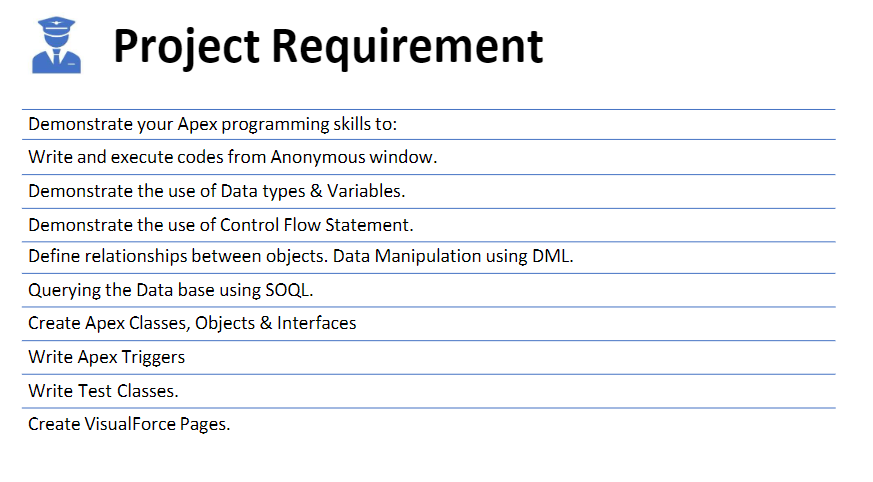 Project Requirement
Demonstrate your Apex programming skills to:
Write and execute codes from Anonymous window.
Demonstrate the use of Data types & Variables.
Demonstrate the use of Control Flow Statement.
Define relationships between objects. Data Manipulation using DML.
Querying the Data base using SOQL.
Create Apex Classes, Objects & Interfaces
Write Apex Triggers
Write Test Classes.
Create VisualForce Pages.